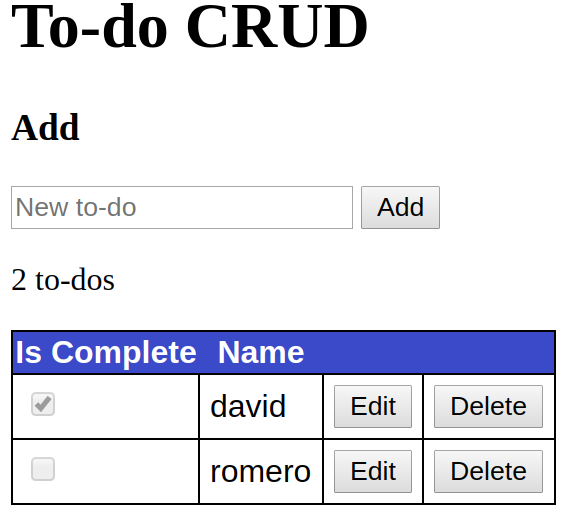 To-do CRUD
Add
New to-do Add
2 to-dos
Is Complete Name
david Edit Delete
romero Edit Delete